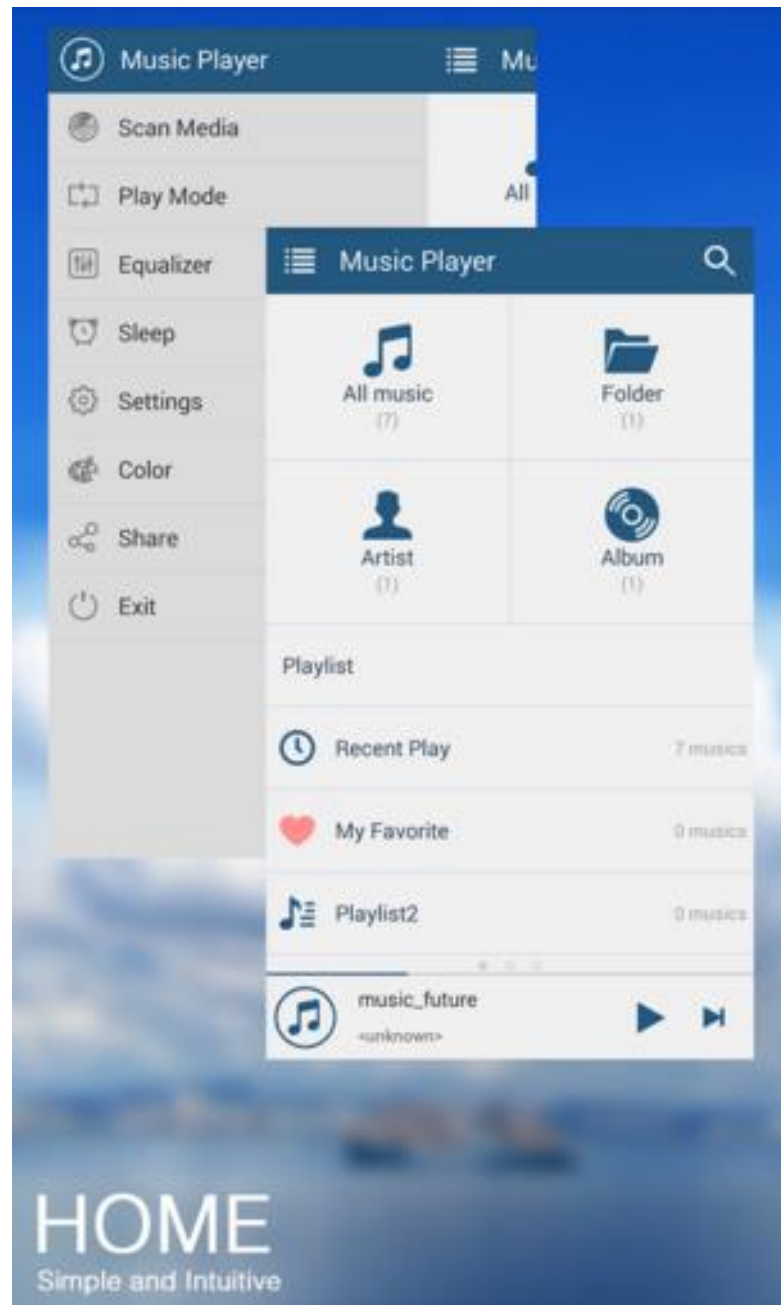 Music Player
Mu
Scan Media
Play Mode
All
Equalizer
Sleep
Settings
Color
Share
Exit
Music Player
All music
(7)
Folder
(1)
Artist
(1)
Album
(1)
Playlist
Recent Play
7 musics
My Favorite
0 musics
Playlist2
0 musics
music_future
<unknown>
HOME
Simple and Intuitive